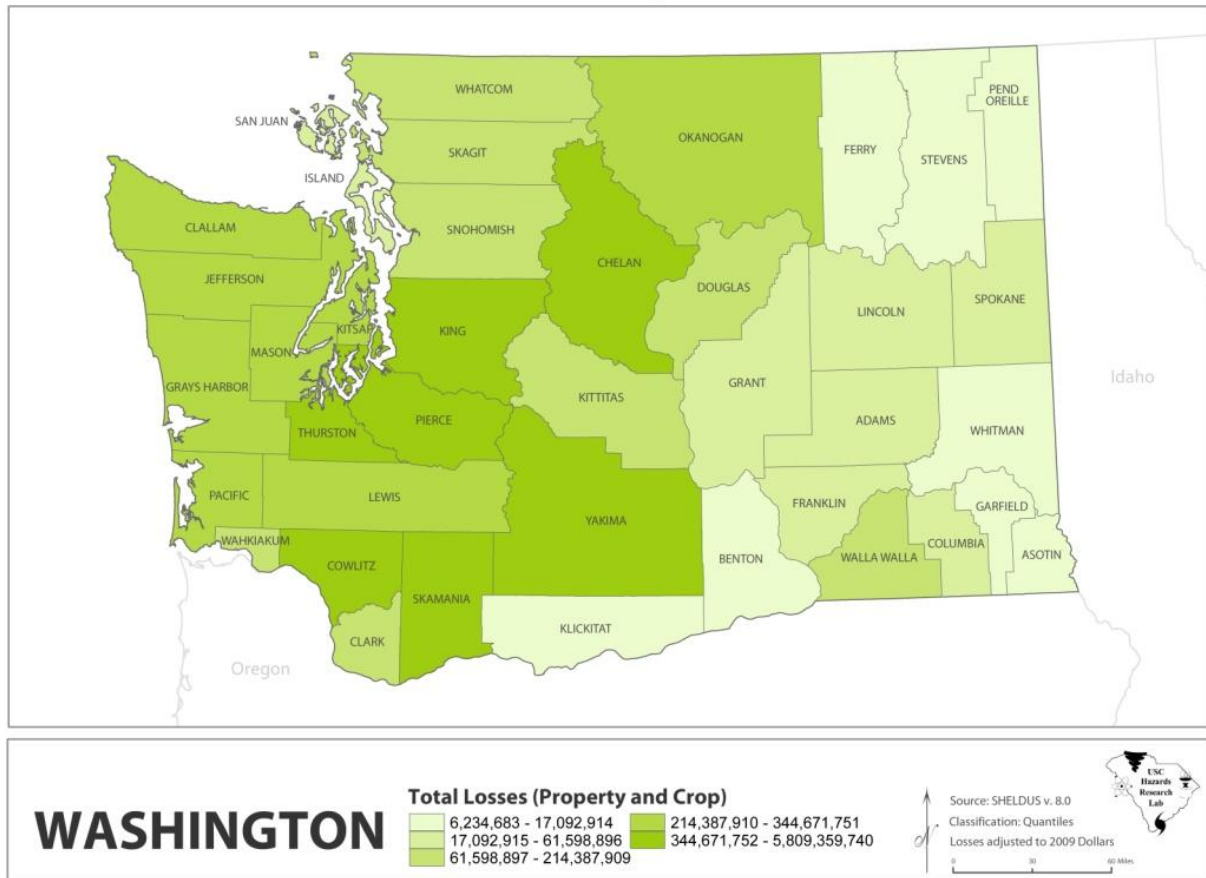 WHATCOM
PEND
OREILLE
SAN JUAN
OKANOGAN
SKAGIT
FERRY
STEVENS
ISLAND
CLALLAM
SNOHOMISH
CHELAN
JEFFERSON
DOUGLAS
SPOKANE
LINCOLN
KING
KITSAP
MASON
GRANT
Idaho
GRAYS HARBOR
KITTITAS
PIERCE
ADAMS
WHITMAN
THURSTON
PACIFIC
LEWIS
FRANKLIN
GARFIELD
YAKIMA
WAHKIAKUM
COLUMBIA
WALLA WALLA
ASOTIN
BENTON
COWLITZ
SKAMANIA
KLICKITAT
CLARK
Oregon
WASHINGTON
Total Losses (Property and Crop)
6,234,683 - 17,092,914
17,092,915 - 61,598,896
61,598,897 - 214,387,909
214,387,910 - 344,671,751
344,671,752 - 5,809,359,740
N
Source: SHELDUS v. 8.0
Classification: Quantiles
Losses adjusted to 2009 Dollars
0 30 60 Miles
USC
Hazards
Research
Lab